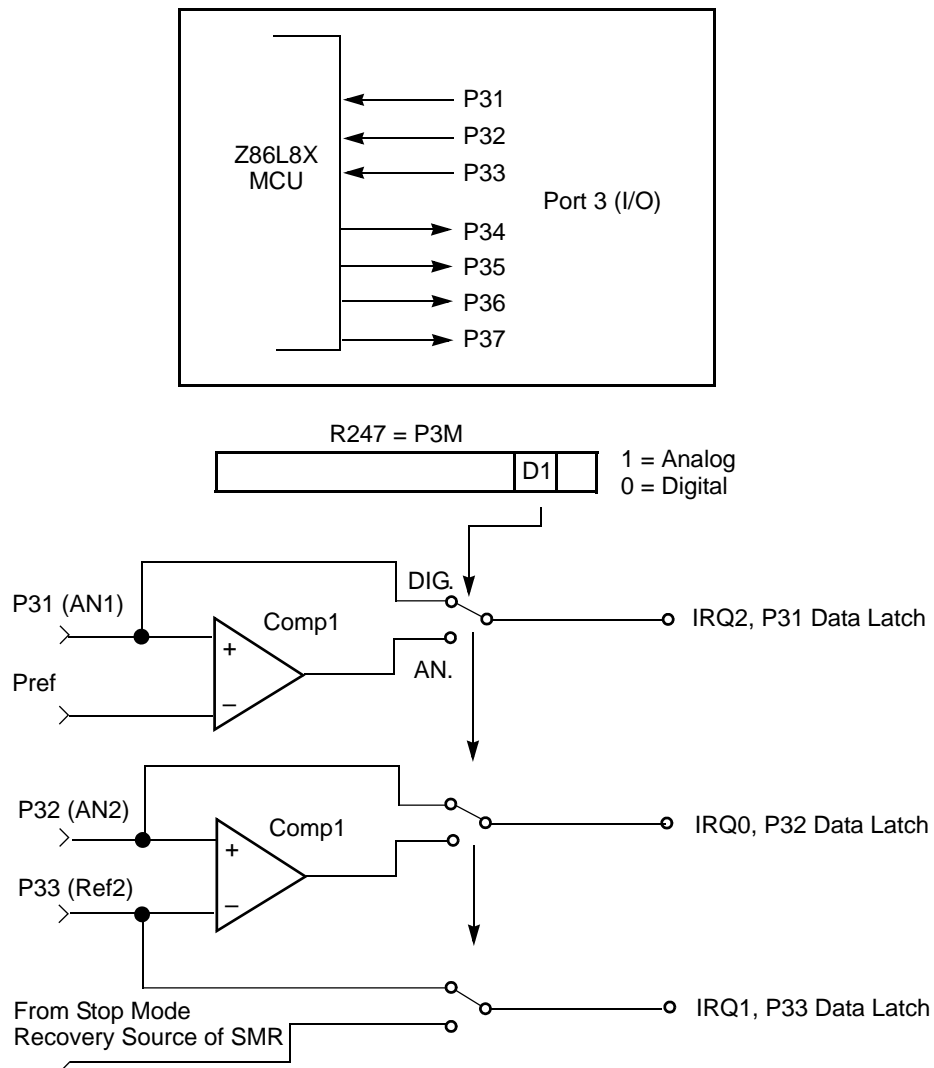 P31
P32
P33
Z86L8X
MCU
Port 3 (I/O)
P34
P35
P36
P37
R247 = P3M
D1
1 = Analog
0 = Digital
DIG.
P31 (AN1)
Comp1
IRQ2, P31 Data Latch
+
AN.
Pref
–
P32 (AN2)
Comp1
IRQ0, P32 Data Latch
+
P33 (Ref2)
–
From Stop Mode
Recovery Source of SMR
IRQ1, P33 Data Latch